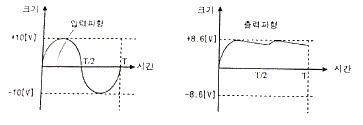 크기
+10[V]
입력파형
T/2
T
시간
-10[V]
크기
출력파형
+8.6[V]
T/2
T
시간
-8.6[V]